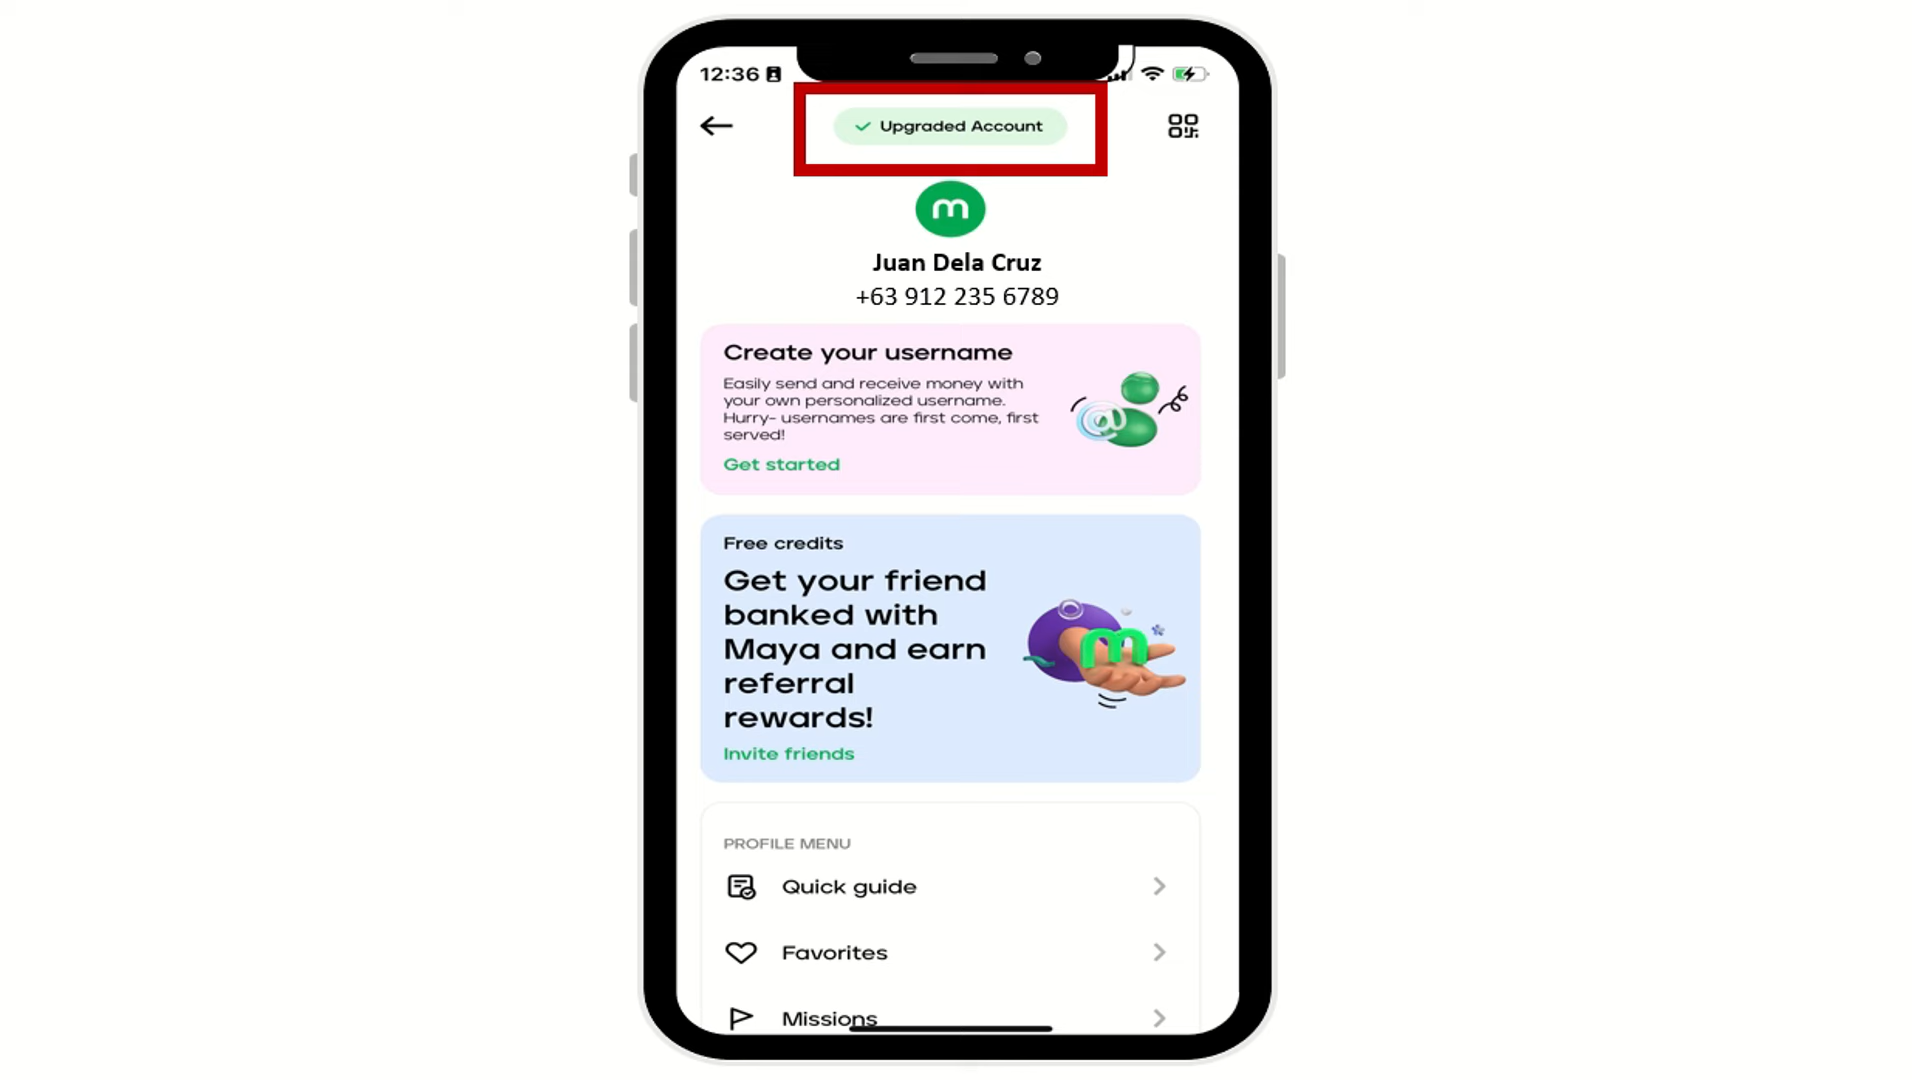 12:36
Upgraded Account
m
Juan Dela Cruz
+63 912 235 6789
Create your username
Easily send and receive money with
your own personalized username.
Hurry- usernames are first come, first
served!
Get started
@
Free credits
Get your friend
banked with
Maya and earn
referral
rewards!
m
Invite friends
PROFILE MENU
Quick guide
Favorites
Missions